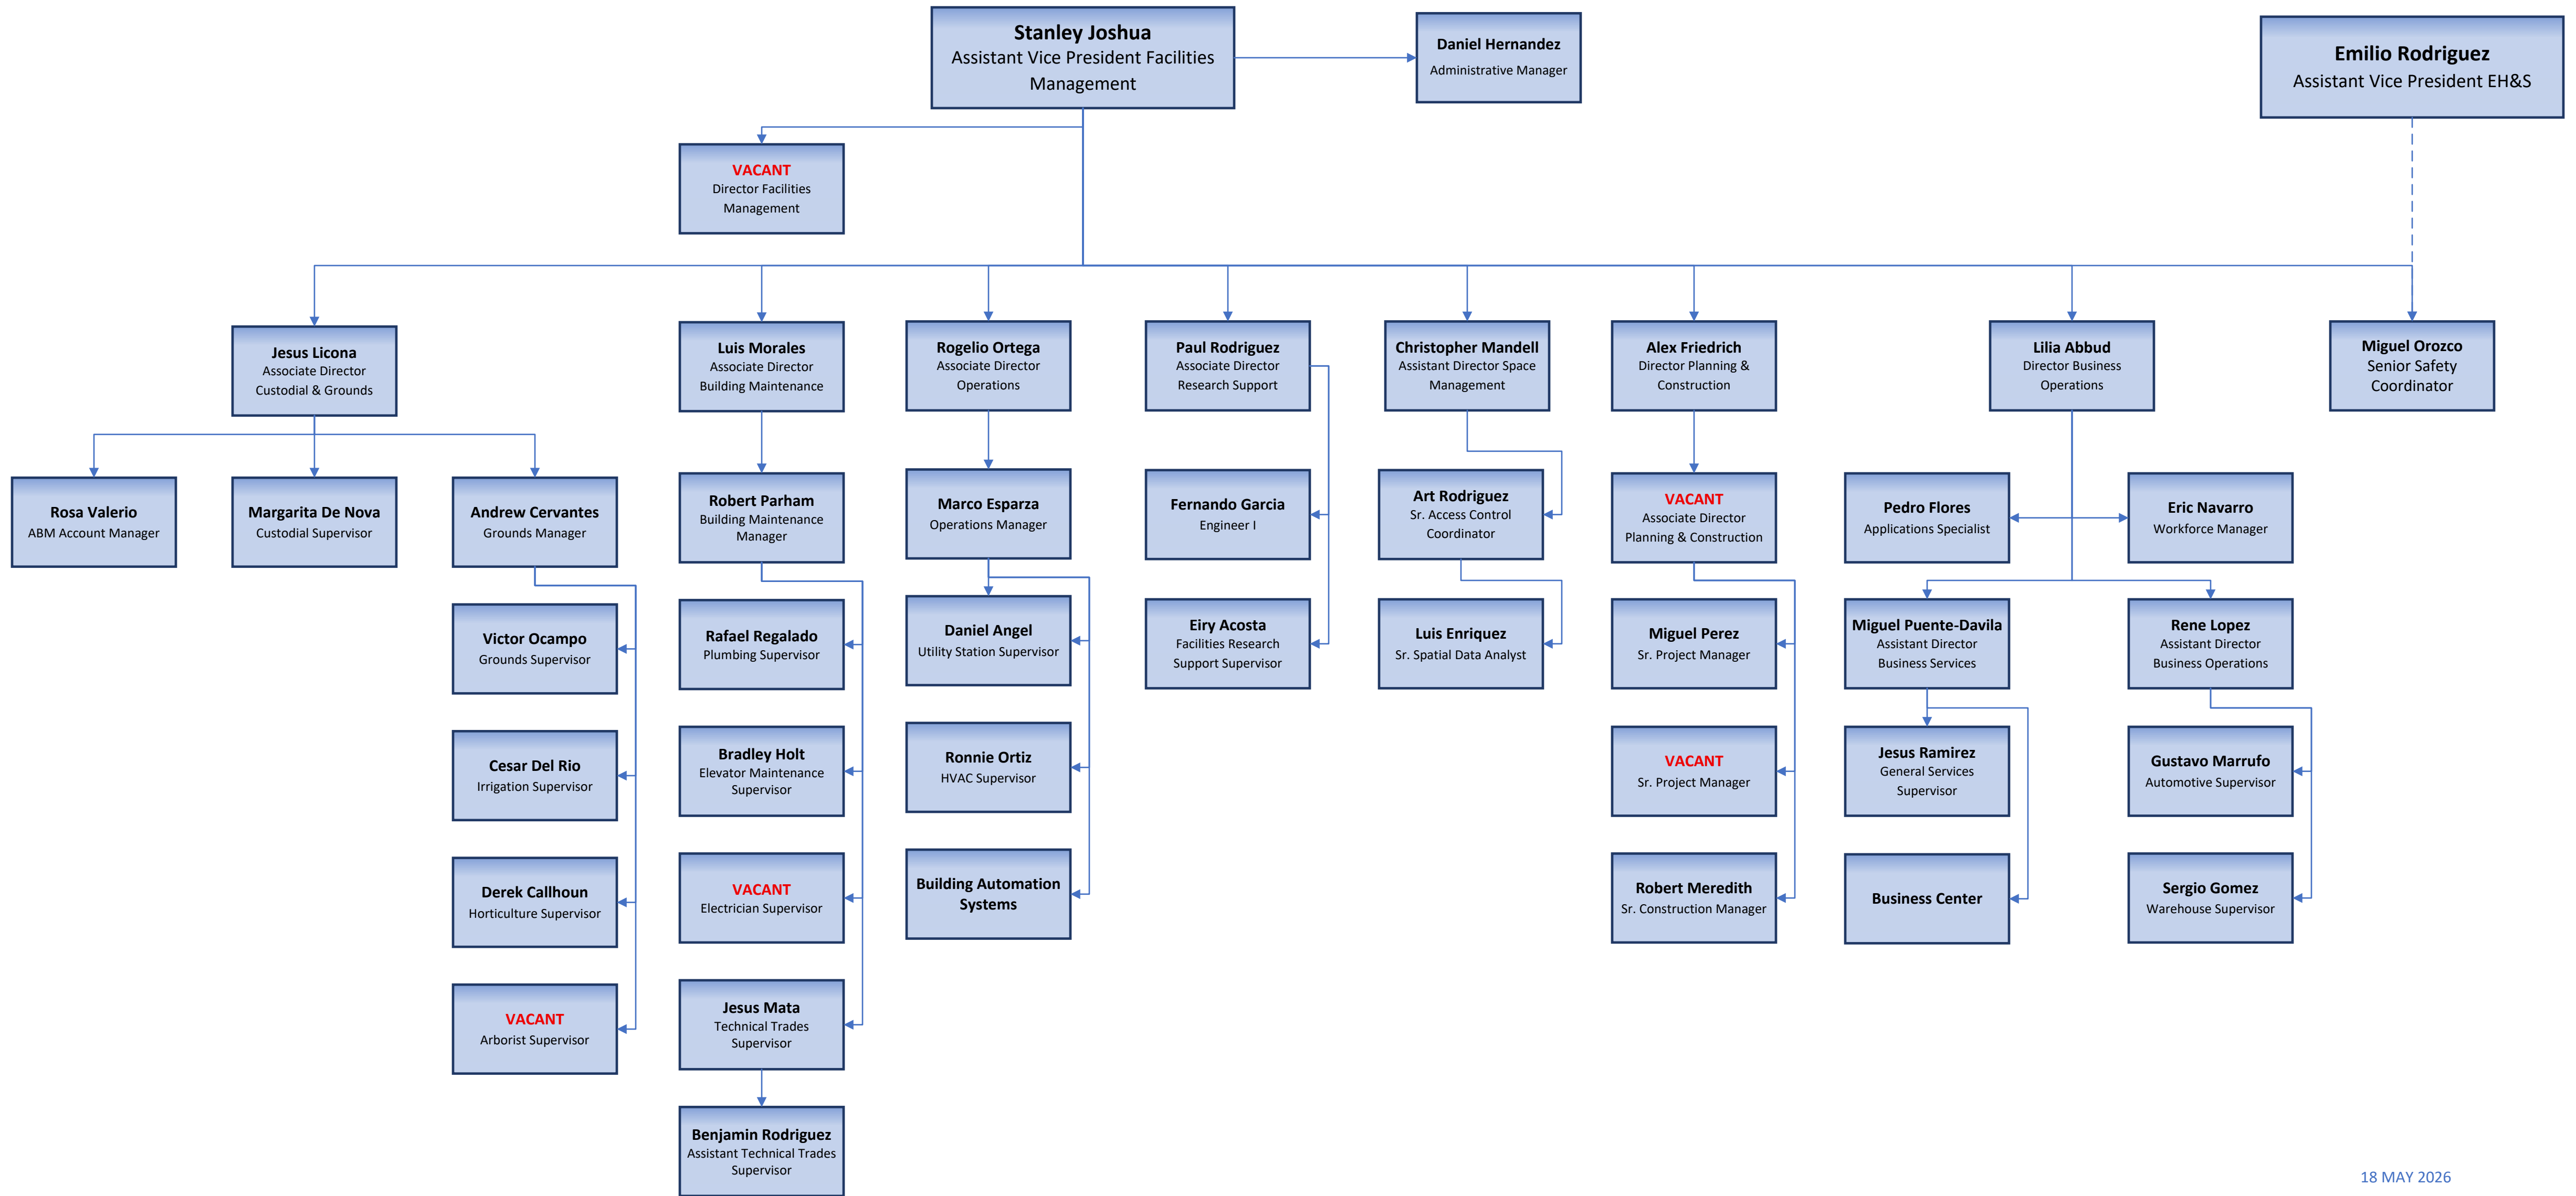 Stanley Joshua
Assistant Vice President Facilities
Management
Daniel Hernandez
Administrative Manager
Emilio Rodriguez
Assistant Vice President EH&S
VACANT
Director Facilities
Management
Jesus Licona
Associate Director
Custodial & Grounds
Luis Morales
Associate Director
Building Maintenance
Rogelio Ortega
Associate Director
Operations
Paul Rodriguez
Associate Director
Research Support
Christopher Mandell
Assistant Director Space
Management
Alex Friedrich
Director Planning &
Construction
Lilia Abbud
Director Business
Operations
Miguel Orozco
Senior Safety
Coordinator
Rosa Valerio
ABM Account Manager
Margarita De Nova
Custodial Supervisor
Andrew Cervantes
Grounds Manager
Robert Parham
Building Maintenance
Manager
Marco Esparza
Operations Manager
Fernando Garcia
Engineer I
Art Rodriguez
Sr. Access Control
Coordinator
VACANT
Associate Director
Planning & Construction
Pedro Flores
Applications Specialist
Eric Navarro
Workforce Manager
Victor Ocampo
Grounds Supervisor
Rafael Regalado
Plumbing Supervisor
Daniel Angel
Utility Station Supervisor
Eiry Acosta
Facilities Research
Support Supervisor
Luis Enriquez
Sr. Spatial Data Analyst
Miguel Perez
Sr. Project Manager
Miguel Puente-Davila
Assistant Director
Business Services
Rene Lopez
Assistant Director
Business Operations
Cesar Del Rio
Irrigation Supervisor
Bradley Holt
Elevator Maintenance
Supervisor
Ronnie Ortiz
HVAC Supervisor
VACANT
Sr. Project Manager
Jesus Ramirez
General Services
Supervisor
Gustavo Marrufo
Automotive Supervisor
Derek Callhoun
Horticulture Supervisor
VACANT
Electrician Supervisor
Building Automation
Systems
Robert Meredith
Sr. Construction Manager
Business Center
Sergio Gomez
Warehouse Supervisor
VACANT
Arborist Supervisor
Jesus Mata
Technical Trades
Supervisor
Benjamin Rodriguez
Assistant Technical Trades
Supervisor
18 MAY 2026